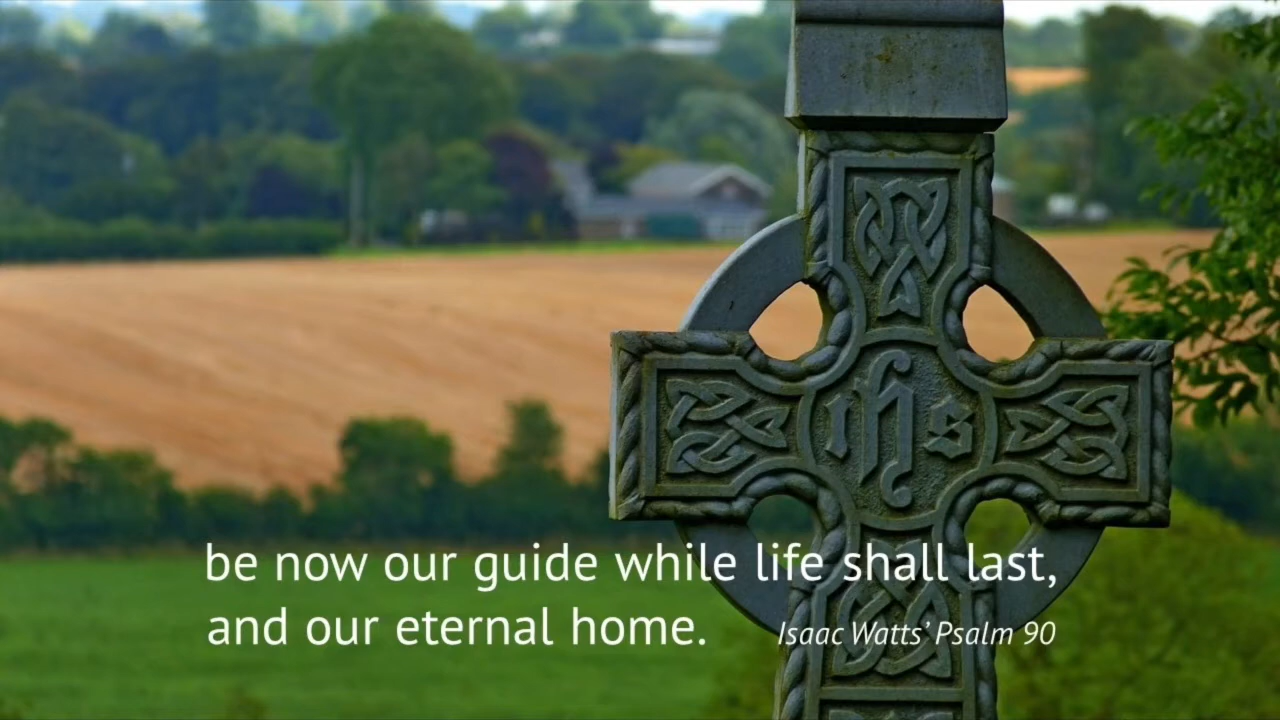 ihs
be now our guide while life shall last,
and our eternal home. Isaac Watts’ Psalm 90